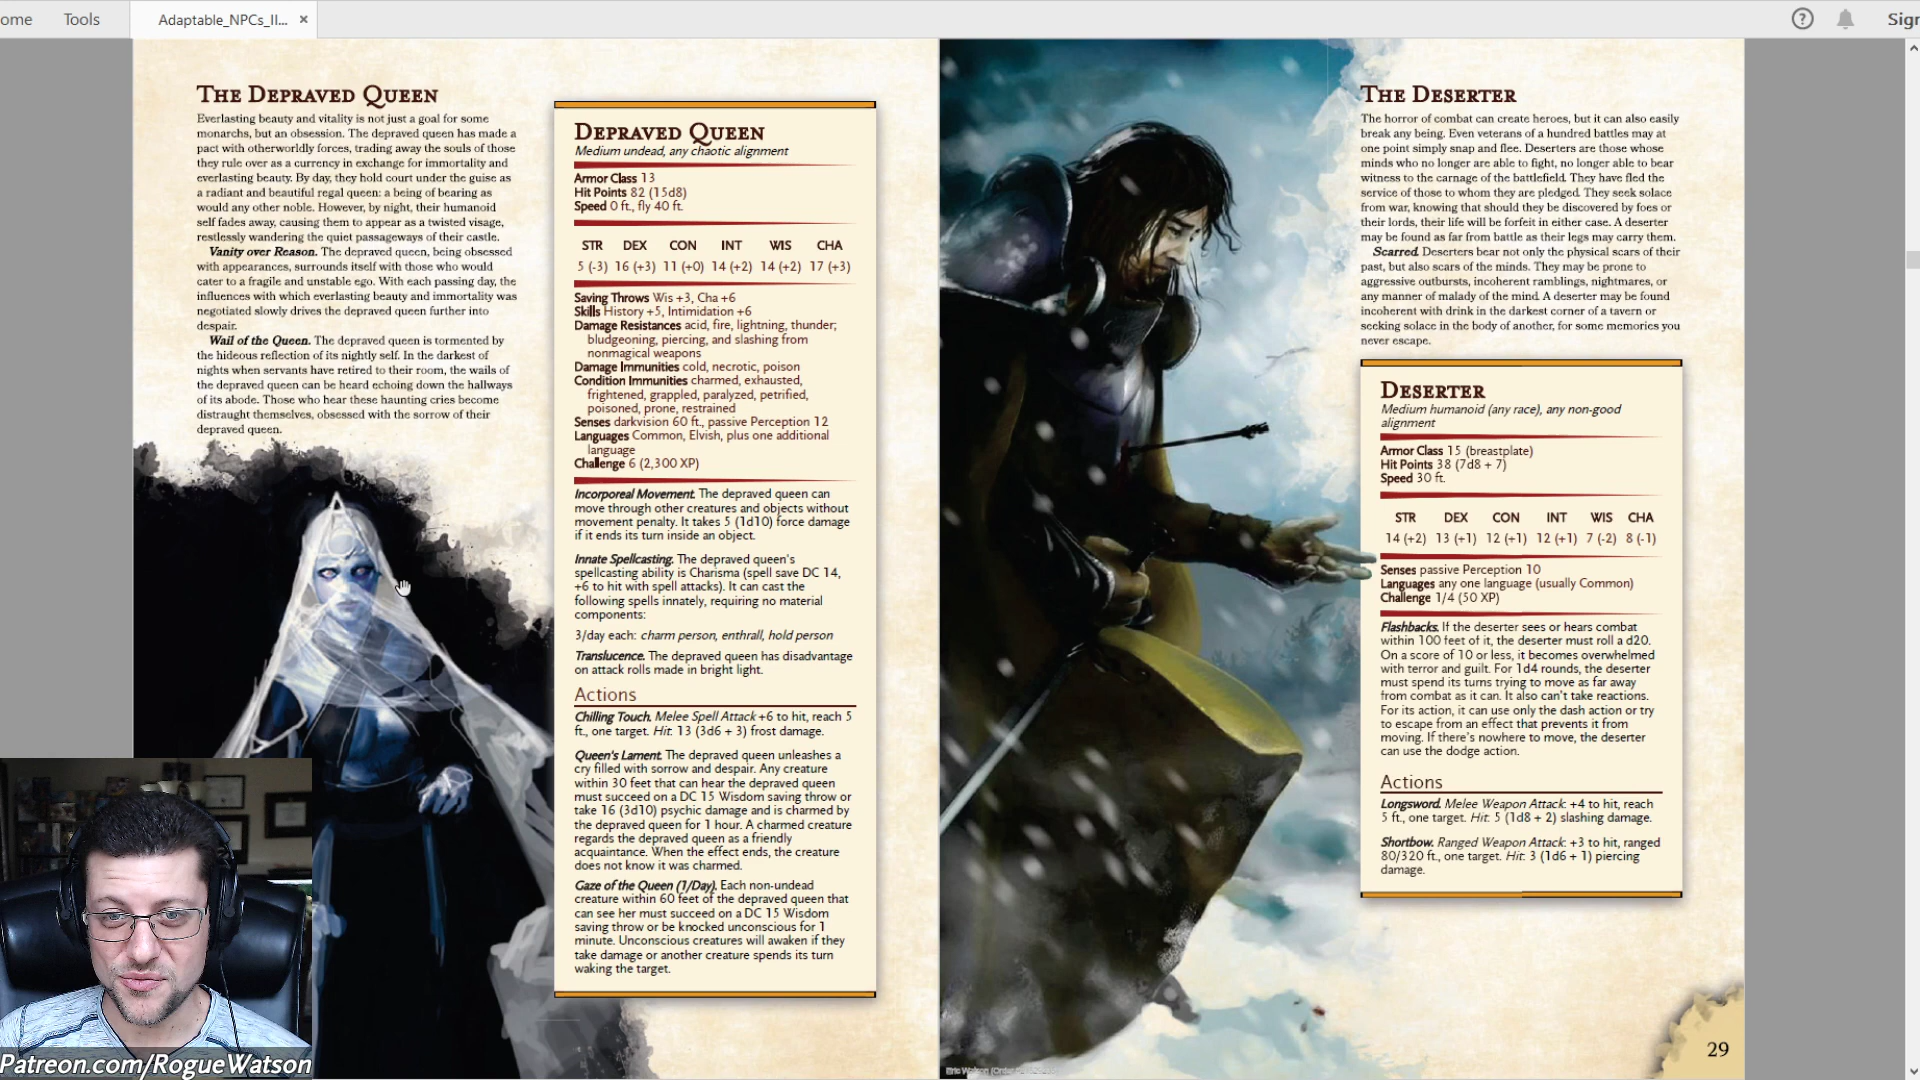 ome
Tools
Adaptable_NPCs_II...
×
?
Sign
THE DEPRAVED QUEEN
Everlasting beauty and vitality is not just a goal for some
monarchs, but an obsession. The depraved queen has made a
pact with otherworldly forces, trading away the souls of those
they rule over as a currency in exchange for immortality and
everlasting beauty. By day, they hold court under the guise as
a radiant and beautiful regal queen: a being of bearing as
would any other noble. However, by night, their humanoid
self fades away, causing them to appear as a twisted visage,
restlessly wandering the quiet passageways of their castle.
Vanity over Reason. The depraved queen, being obsessed
with appearances, surrounds itself with those who would
cater to a fragile and unstable ego. With each passing day, the
influences with which everlasting beauty and immortality was
negotiated slowly drives the depraved queen further into
despair.
Wail of the Queen. The depraved queen is tormented by
the hideous reflection of its nightly self. In the darkest of
nights when servants have retired to their room, the wails of
the depraved queen can be heard echoing down the hallways
of its abode. Those who hear these haunting cries become
distraught themselves, obsessed with the sorrow of their
depraved queen.
DEPRAVED QUEEN
Medium undead, any chaotic alignment
Armor Class 13
Hit Points 82 (15d8)
Speed 0 ft., fly 40 ft.
STR DEX CON INT WIS CHA
5 (-3) 16 (+3) 11 (+0) 14 (+2) 14 (+2) 17 (+3)
Saving Throws Wis +3, Cha +6
Skills History +5, Intimidation +6
Damage Resistances acid, fire, lightning, thunder;
bludgeoning, piercing, and slashing from
nonmagical weapons
Damage Immunities cold, necrotic, poison
Condition Immunities charmed, exhausted,
frightened, grappled, paralyzed, petrified,
poisoned, prone, restrained
Senses darkvision 60 ft., passive Perception 12
Languages Common, Elvish, plus one additional
language
Challenge 6 (2,300 XP)
Incorporeal Movement. The depraved queen can
move through other creatures and objects without
movement penalty. It takes 5 (1d10) force damage
if it ends its turn inside an object.
Innate Spellcasting. The depraved queen's
spellcasting ability is Charisma (spell save DC 14,
+6 to hit with spell attacks). It can cast the
following spells innately, requiring no material
components:
3/day each: charm person, enthrall, hold person
Translucence. The depraved queen has disadvantage
on attack rolls made in bright light.
Actions
Chilling Touch. Melee Spell Attack +6 to hit, reach 5
ft., one target. Hit: 13 (3d6 + 3) frost damage.
Queen's Lament. The depraved queen unleashes a
cry filled with sorrow and despair. Any creature
within 30 feet that can hear the depraved queen
must succeed on a DC 15 Wisdom saving throw or
take 16 (3d10) psychic damage and is charmed by
the depraved queen for 1 hour. A charmed creature
regards the depraved queen as a friendly
acquaintance. When the effect ends, the creature
does not know it was charmed.
Gaze of the Queen (1/Day). Each non-undead
creature within 60 feet of the depraved queen that
can see her must succeed on a DC 15 Wisdom
saving throw or be knocked unconscious for 1
minute. Unconscious creatures will awaken if they
take damage or another creature spends its turn
waking the target.
THE DESERTER
The horror of combat can create heroes, but it can also easily
break any being. Even veterans of a hundred battles may at
one point simply snap and flee. Deserters are those whose
minds who no longer are able to fight, no longer able to bear
witness to the carnage of the battlefield. They have fled the
service of those to whom they are pledged. They seek solace
from war, knowing that should they be discovered by foes or
their lords, their life will be forfeit in either case. A deserter
may be found as far from battle as their legs may carry them.
Scarred. Deserters bear not only the physical scars of their
past, but also scars of the minds. They may be prone to
aggressive outbursts, incoherent ramblings, nightmares, or
any manner of malady of the mind. A deserter may be found
incoherent with drink in the darkest corner of a tavern or
seeking solace in the body of another, for some memories you
never escape.
DESERTER
Medium humanoid (any race), any non-good
alignment
Armor Class 15 (breastplate)
Hit Points 38 (7d8 + 7)
Speed 30 ft.
STR DEX CON INT WIS CHA
14 (+2) 13 (+1) 12 (+1) 12 (+1) 7 (-2) 8 (-1)
Senses passive Perception 10
Languages any one language (usually Common)
Challenge 1/4 (50 XP)
Flashbacks. If the deserter sees or hears combat
within 100 feet of it, the deserter must roll a d20.
On a score of 10 or less, it becomes overwhelmed
with terror and guilt. For 1d4 rounds, the deserter
must spend its turns trying to move as far away
from combat as it can. It also can't take reactions.
For its action, it can use only the dash action or try
to escape from an effect that prevents it from
moving. If there's nowhere to move, the deserter
can use the dodge action.
Actions
Longsword. Melee Weapon Attack: +4 to hit, reach
5 ft., one target. Hit: 5 (1d8 + 2) slashing damage.
Shortbow. Ranged Weapon Attack: +3 to hit, ranged
80/320 ft., one target. Hit: 3 (1d6 + 1) piercing
damage.
29
Patreon.com/RogueWatson